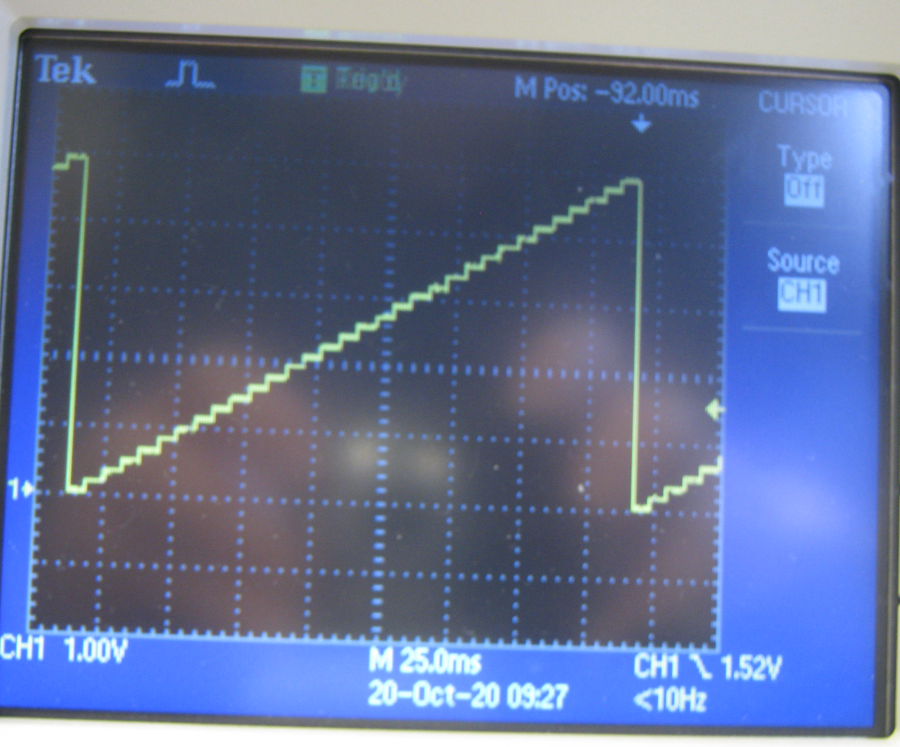 Tek
T Trig'd
M Pos: -92.00ms
CURSOR
Type
Off
Source
CH1
1
CH1 1.00V
M 25.0ms
CH1 1.52V
20-Oct-20 09:27
<10Hz